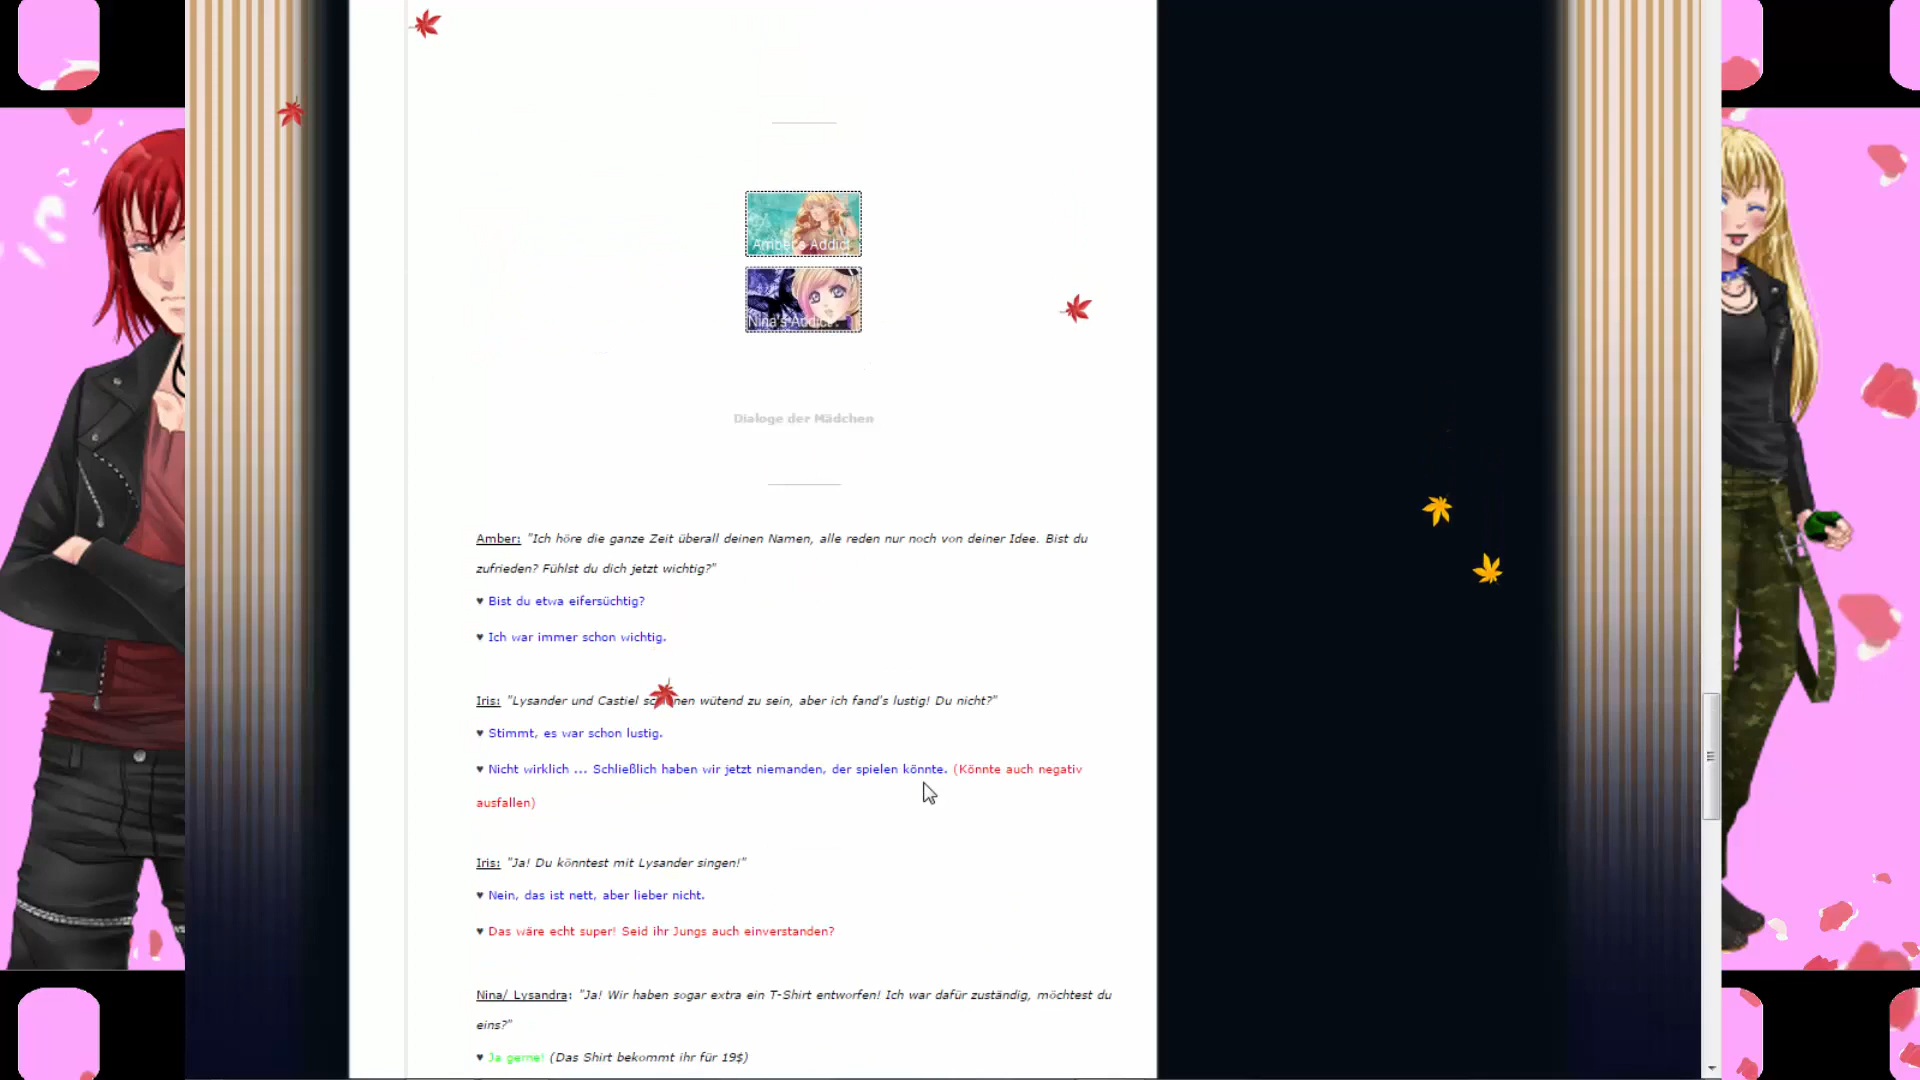 Amber's Addict
Nina's Addict
Dialoge der Mädchen
Amber: "Ich höre die ganze Zeit überall deinen Namen, alle reden nur noch von deiner Idee. Bist du
zufrieden? Fühlst du dich jetzt wichtig?"
♥ Bist du etwa eifersüchtig?
♥ Ich war immer schon wichtig.
Iris: "Lysander und Castiel wütend zu sein, aber ich fand's lustig! Du nicht?"
♥ Stimmt, es war schon lustig.
♥ Nicht wirklich ... Schließlich haben wir jetzt niemanden, der spielen könnte. (Könnte auch negativ
ausfallen)
Iris: "Ja! Du könntest mit Lysander singen!"
♥ Nein, das ist nett, aber lieber nicht.
♥ Das wäre echt super! Seid ihr Jungs auch einverstanden?
Nina/ Lysandra: "Ja! Wir haben sogar extra ein T-Shirt entworfen! Ich war dafür zuständig, möchtest du
eins?"
♥ Ja gerne! (Das Shirt bekommt ihr für 19$)